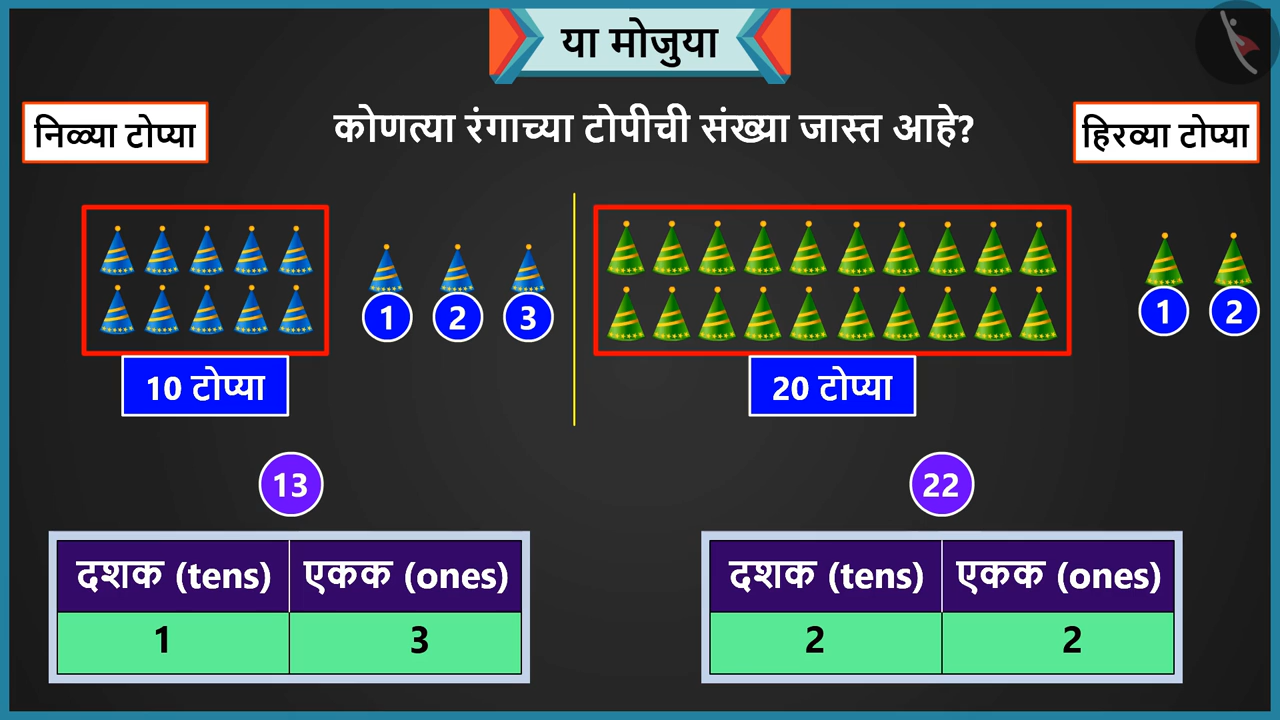 या मोजुया
निळ्या टोप्या
कोणत्या रंगाच्या टोपीची संख्या जास्त आहे?
हिरव्या टोप्या
1 2 3
1 2
10 टोप्या
20 टोप्या
13
22
दशक (tens) एकक (ones)
1 3
दशक (tens) एकक (ones)
2 2